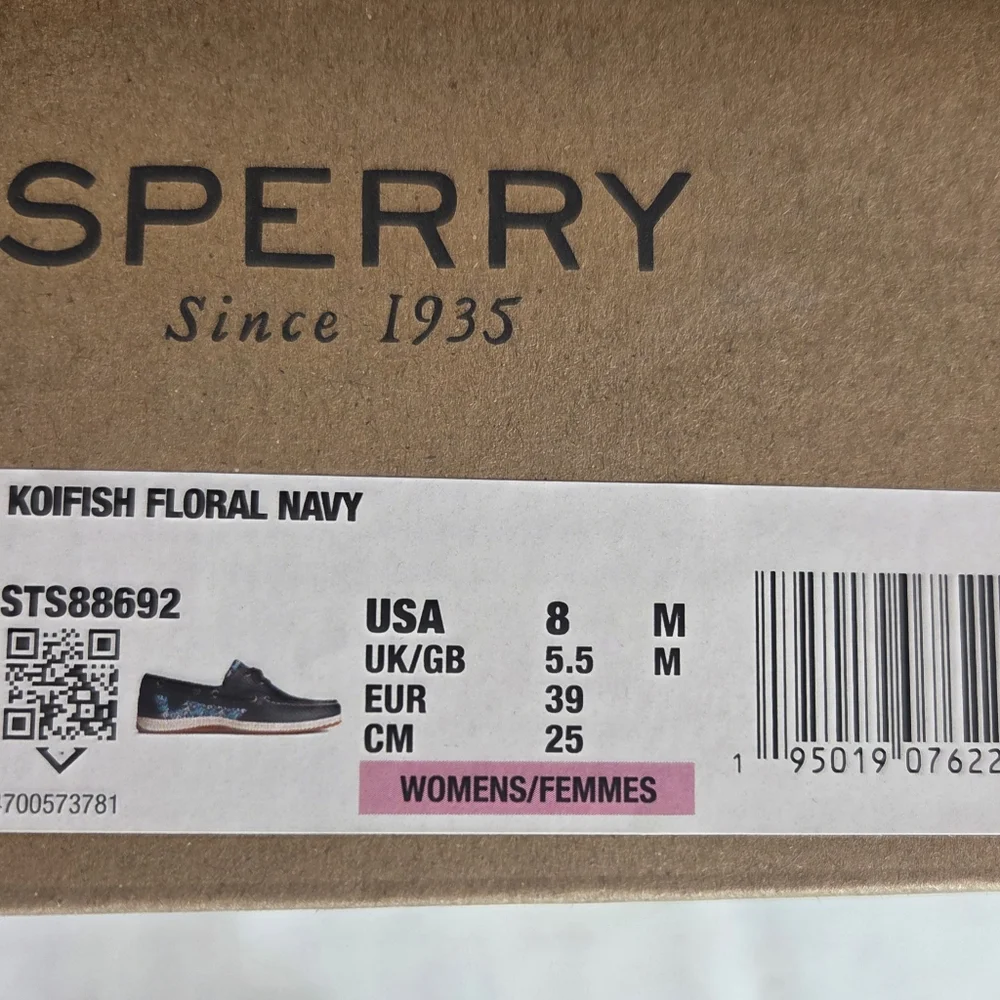 SPERRY
Since 1935
KOIFISH FLORAL NAVY
STS88692
USA 8 M
UK/GB 5.5 M
EUR 39
CM 25
WOMENS/FEMMES
1 95019 07622
4700573781